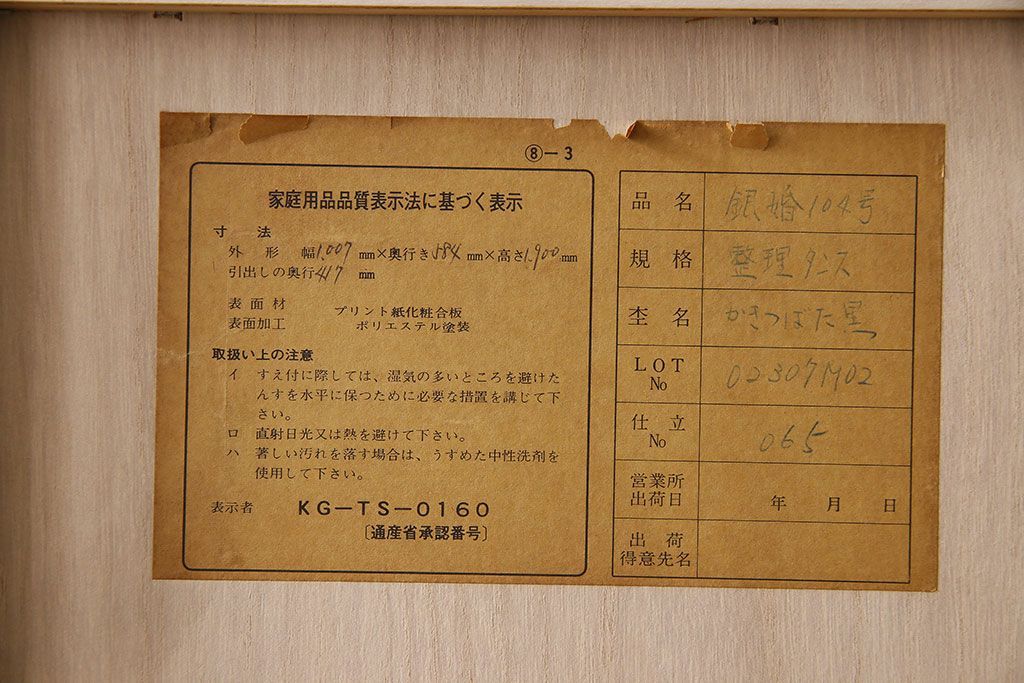 ⑧－3
家庭用品品質表示法に基づく表示
寸　法
外　形　幅1,007 mm×奥行き584 mm×高さ1,900 mm
引出しの奥行417 mm
表面材　プリント紙化粧合板
表面加工　ポリエステル塗装
取扱い上の注意
イ　すえ付に際しては、湿気の多いところを避けた
んすを水平に保つために必要な措置を講じて下
さい。
ロ　直射日光又は熱を避けて下さい。
ハ　著しい汚れを落す場合は、うすめた中性洗剤を
使用して下さい。
表示者　KG－TS－0160
〔通産省承認番号〕
品　名　銀婚104号
規　格　整理タンス
杢　名　かきつばた黒
LOT No　02307M02
仕　立 No　065
営業所
出荷日　年　月　日
出　荷
得意先名